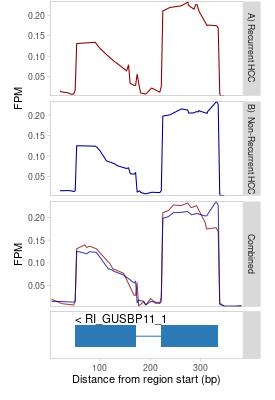 0.20
0.15
0.10
0.05
FPM
A) Recurrent HCC
0.20
0.15
0.10
0.05
B) Non-Recurrent HCC
0.20
0.15
0.10
0.05
FPM
Combined
< RI_GUSBP11_1
100
200
300
Distance from region start (bp)